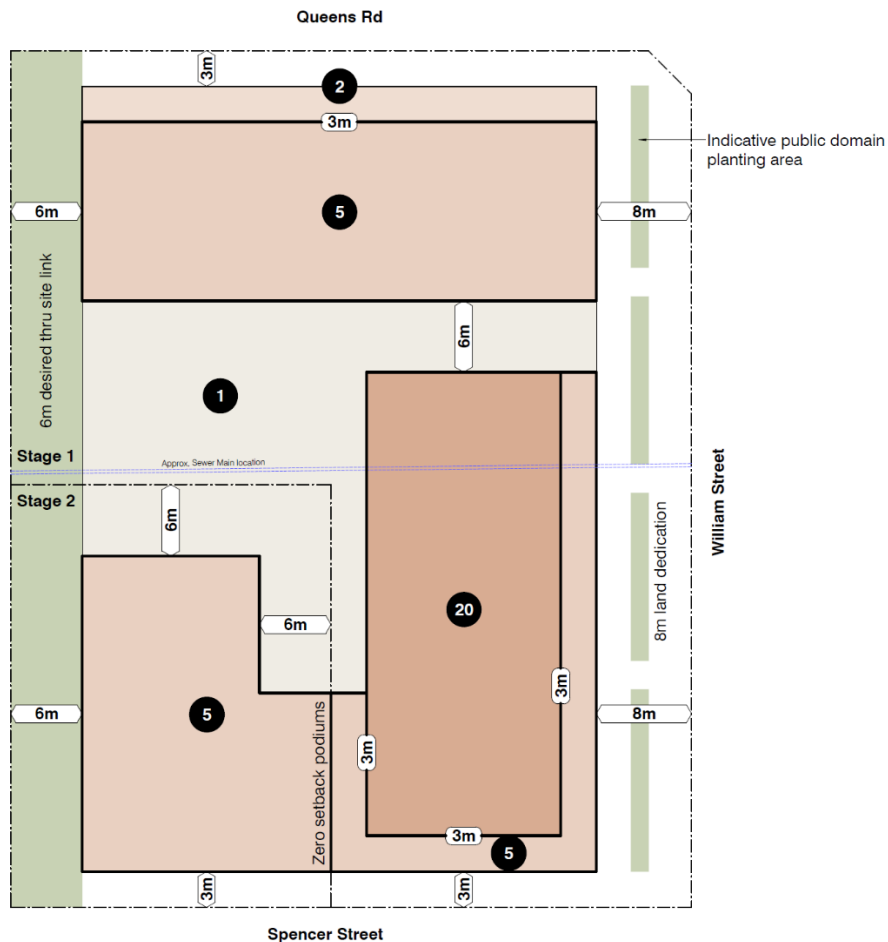 Queens Rd
3m
2
3m
Indicative public domain
planting area
6m
5
8m
6m desired thru site link
6m
1
Stage 1
Approx. Sewer Main location
Stage 2
6m
William Street
8m land dedication
20
6m
3m
6m
5
8m
Zero setback podiums
3m
3m
5
3m
3m
Spencer Street